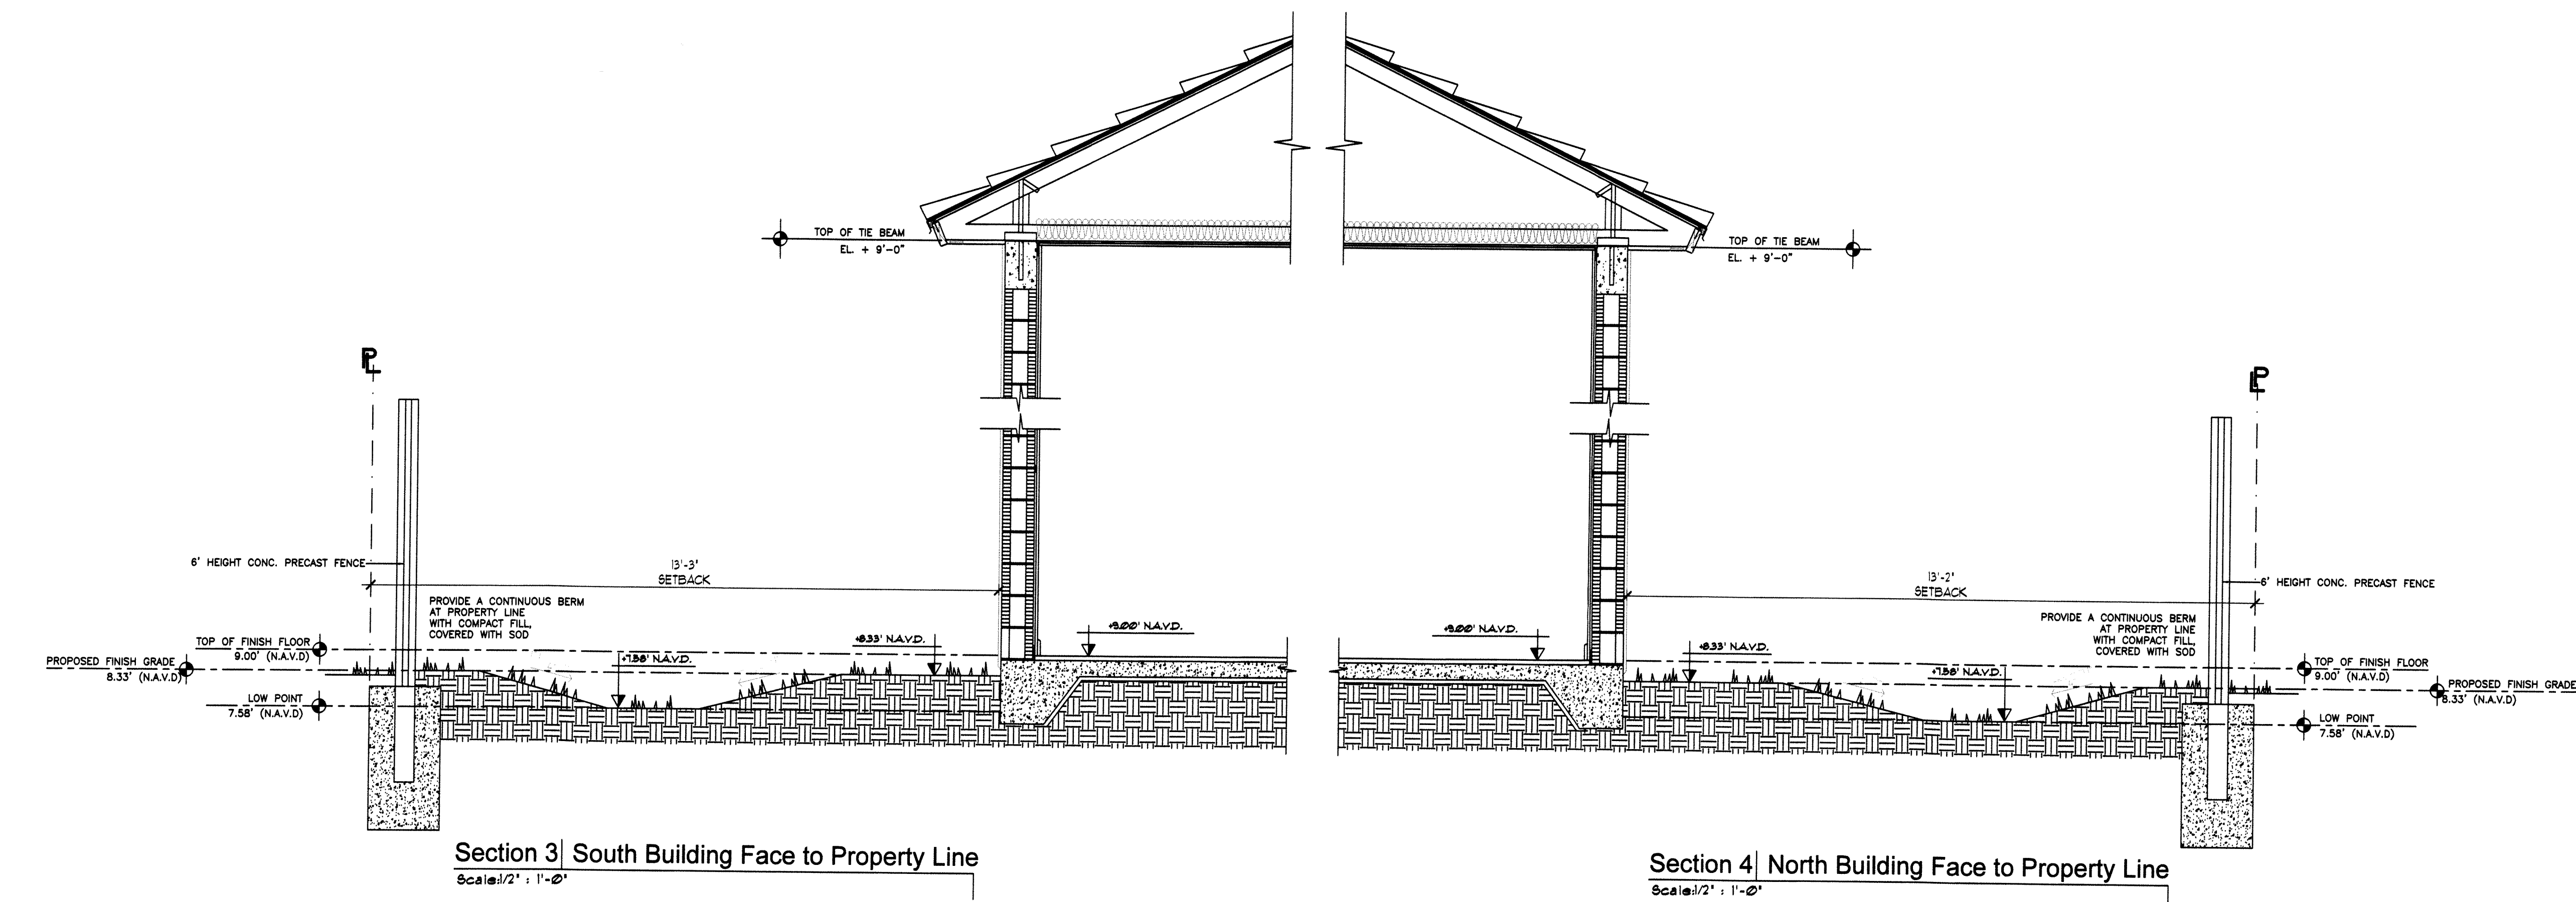 TOP OF TIE BEAM
EL. + 9'-0"
TOP OF TIE BEAM
EL. + 9'-0"
PL
PL
6' HEIGHT CONC. PRECAST FENCE
13'-3"
SETBACK
13'-2"
SETBACK
6' HEIGHT CONC. PRECAST FENCE
PROVIDE A CONTINUOUS BERM
AT PROPERTY LINE
WITH COMPACT FILL,
COVERED WITH SOD
PROVIDE A CONTINUOUS BERM
AT PROPERTY LINE
WITH COMPACT FILL,
COVERED WITH SOD
TOP OF FINISH FLOOR
9.00' (N.A.V.D)
PROPOSED FINISH GRADE
8.33' (N.A.V.D)
LOW POINT
7.58' (N.A.V.D)
+7.58' N.A.V.D.
+8.33' N.A.V.D.
+9.00' N.A.V.D.
+9.00' N.A.V.D.
+8.33' N.A.V.D.
+7.58' N.A.V.D.
TOP OF FINISH FLOOR
9.00' (N.A.V.D)
PROPOSED FINISH GRADE
8.33' (N.A.V.D)
LOW POINT
7.58' (N.A.V.D)
Section 3 South Building Face to Property Line
Scale:1/2" : 1'-0"
Section 4 North Building Face to Property Line
Scale:1/2" : 1'-0"